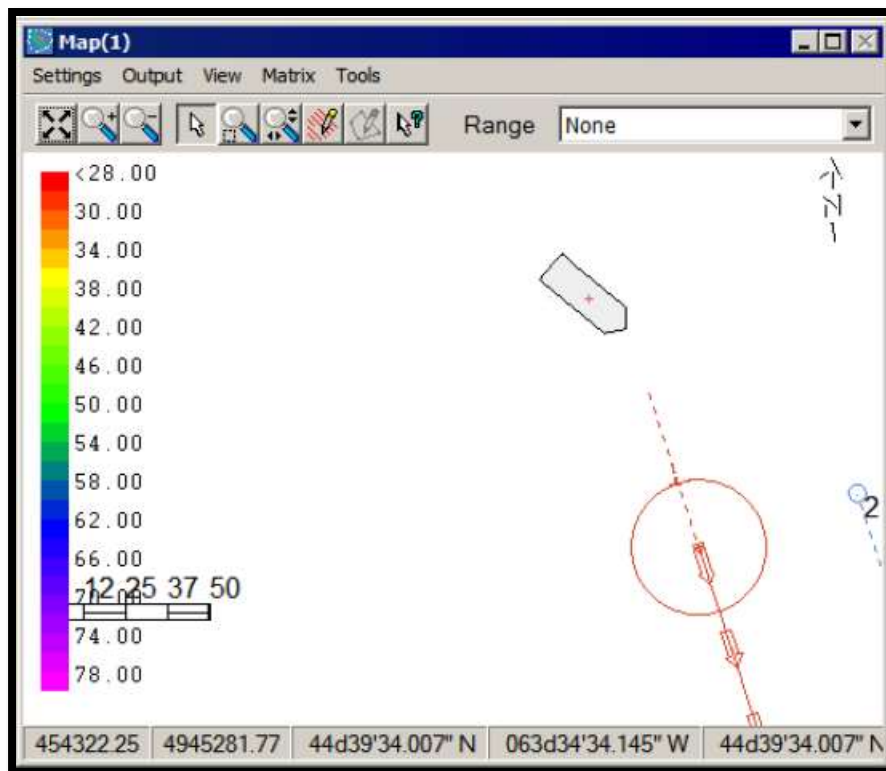 Map(1)
Settings Output View Matrix Tools
Range None
<28.00
30.00
34.00
38.00
42.00
46.00
50.00
54.00
58.00
62.00
66.00
12 25 37 50
74.00
78.00
N
1
2
454322.25 4945281.77 44d39'34.007" N 063d34'34.145" W 44d39'34.007" N